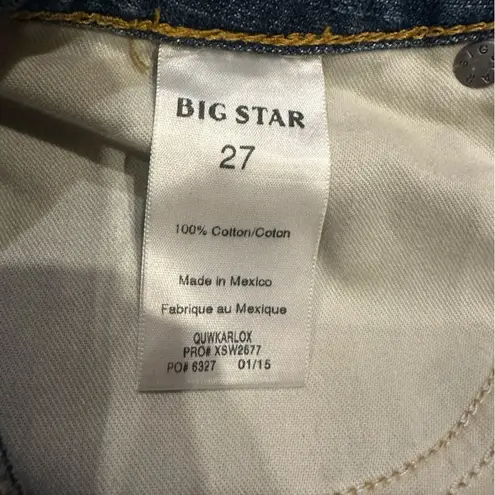 BIG STAR
27
100% Cotton/Coton
Made in Mexico
Fabrique au Mexique
QUWKARLOX
PRO# XSW2677
PO# 6327 01/15